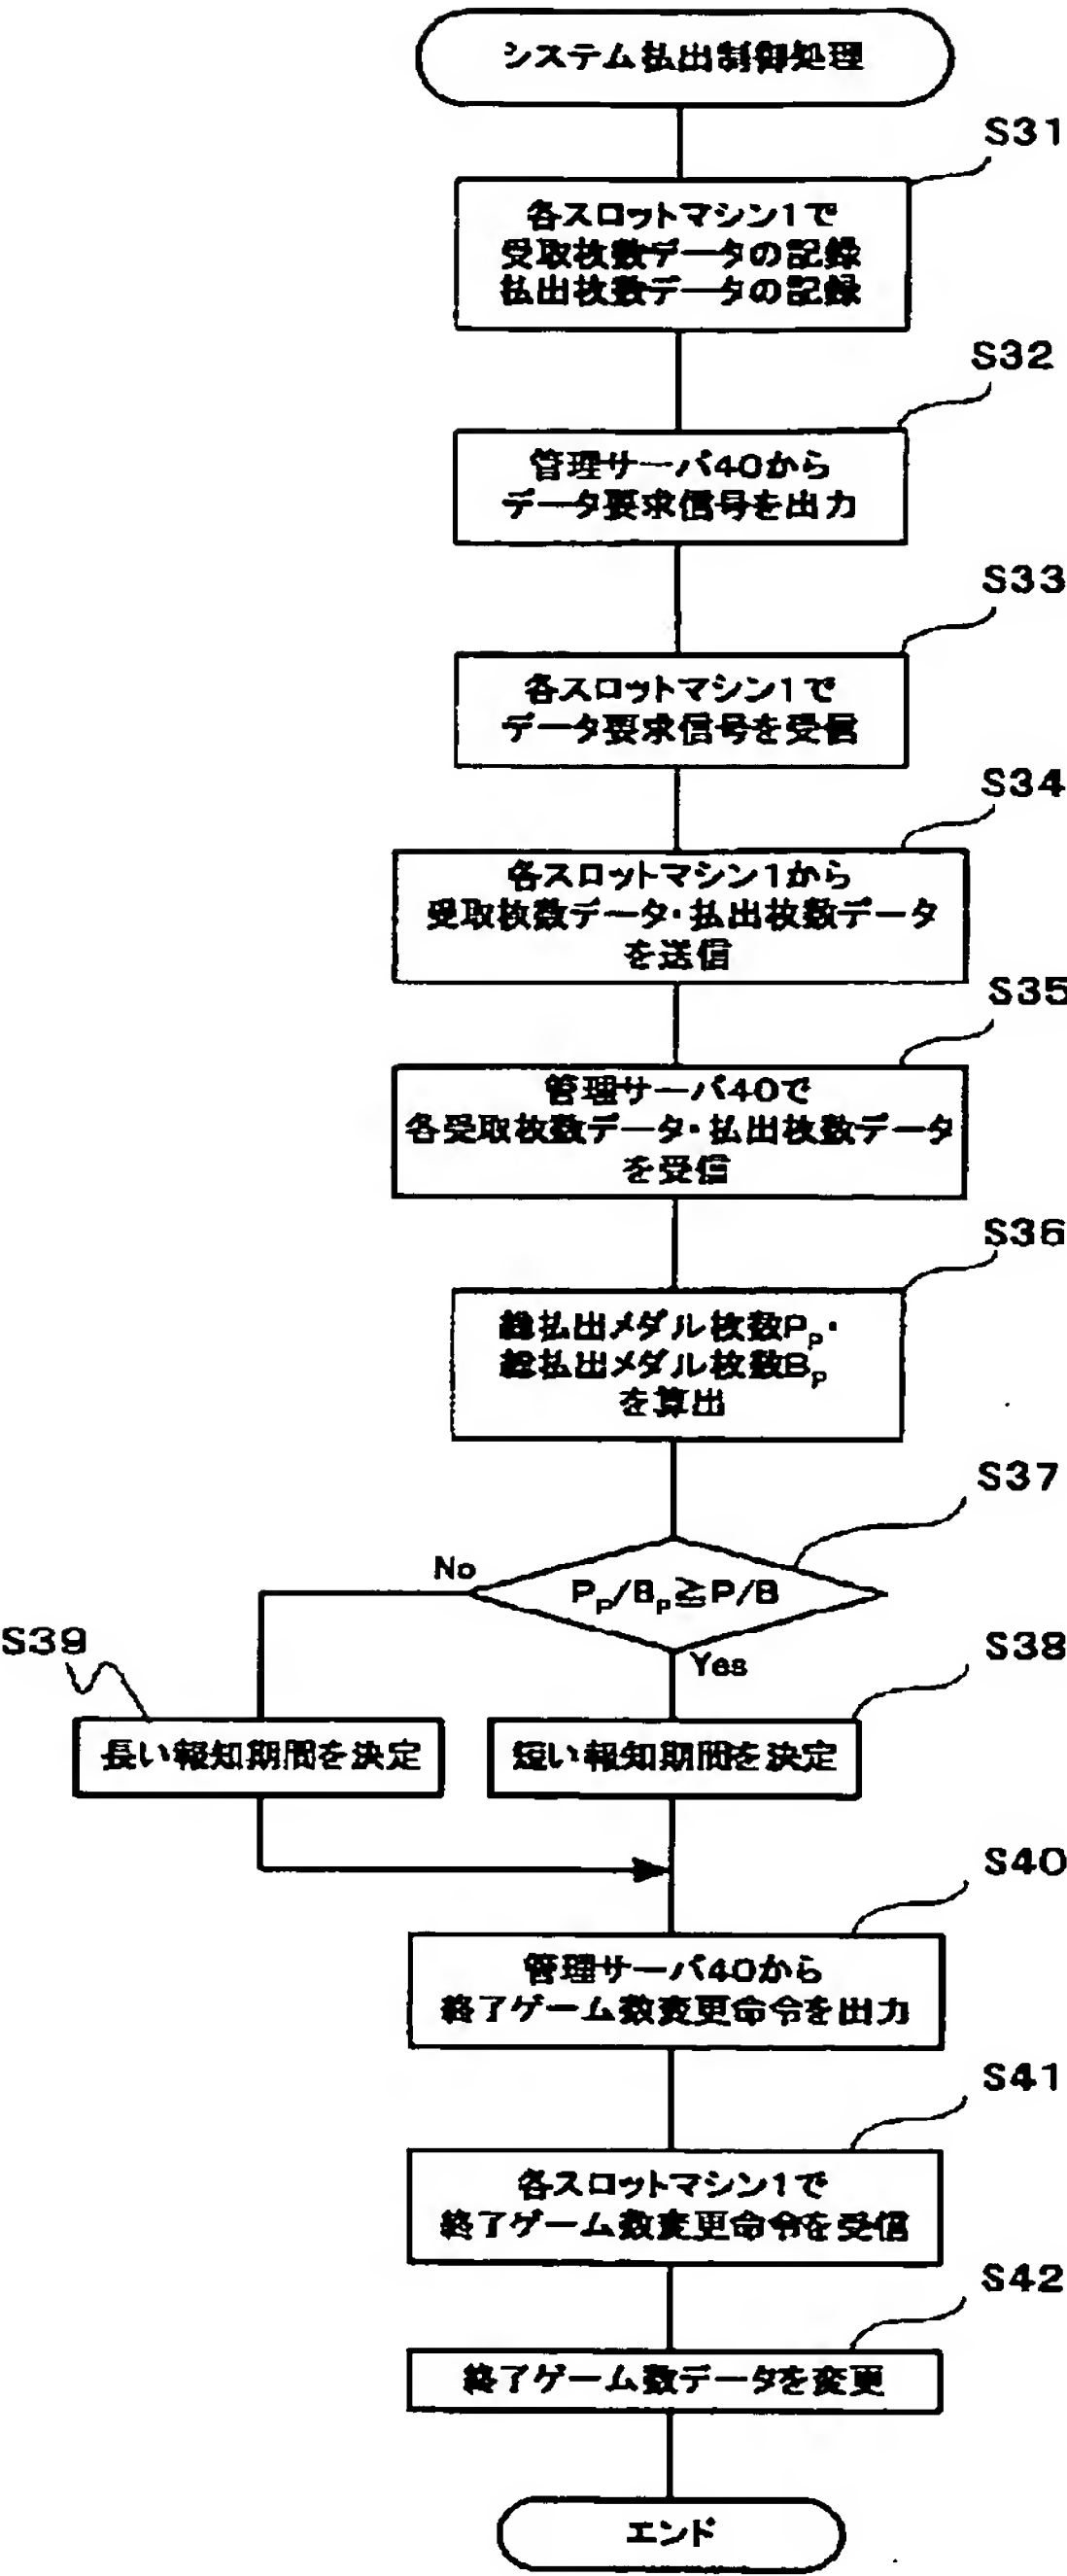 システム払出制御処理
S31
各スロットマシン1で
受取枚数データの記録
払出枚数データの記録
S32
管理サーバ40から
データ要求信号を出力
S33
各スロットマシン1で
データ要求信号を受信
S34
各スロットマシン1から
受取枚数データ・払出枚数データ
を送信
S35
管理サーバ40で
各受取枚数データ・払出枚数データ
を受信
S36
総払出メダル枚数Pp・
総払出メダル枚数Bp
を算出
S37
Pp/Bp≧P/B
No
Yes
S39
長い報知期間を決定
S38
短い報知期間を決定
S40
管理サーバ40から
終了ゲーム数変更命令を出力
S41
各スロットマシン1で
終了ゲーム数変更命令を受信
S42
終了ゲーム数データを変更
エンド